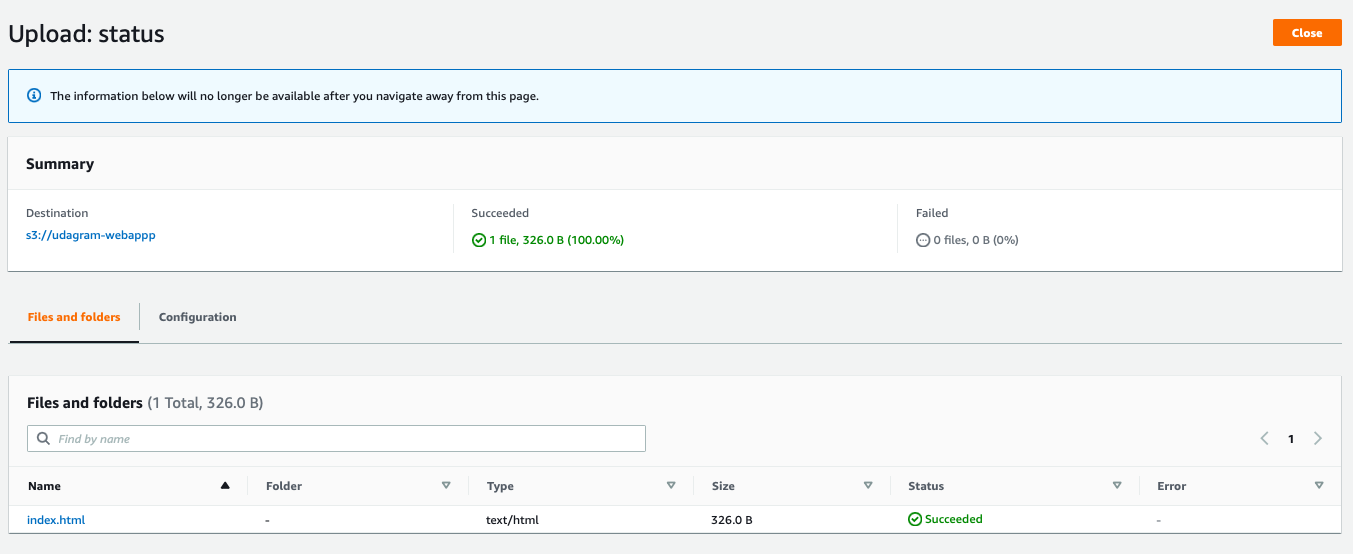 Upload: status
Close
The information below will no longer be available after you navigate away from this page.
Summary
Destination
s3://udagram-webappp
Succeeded
1 file, 326.0 B (100.00%)
Failed
0 files, 0 B (0%)
Files and folders
Configuration
Files and folders (1 Total, 326.0 B)
Find by name
1
Name Folder Type Size Status Error
index.html - text/html 326.0 B Succeeded -